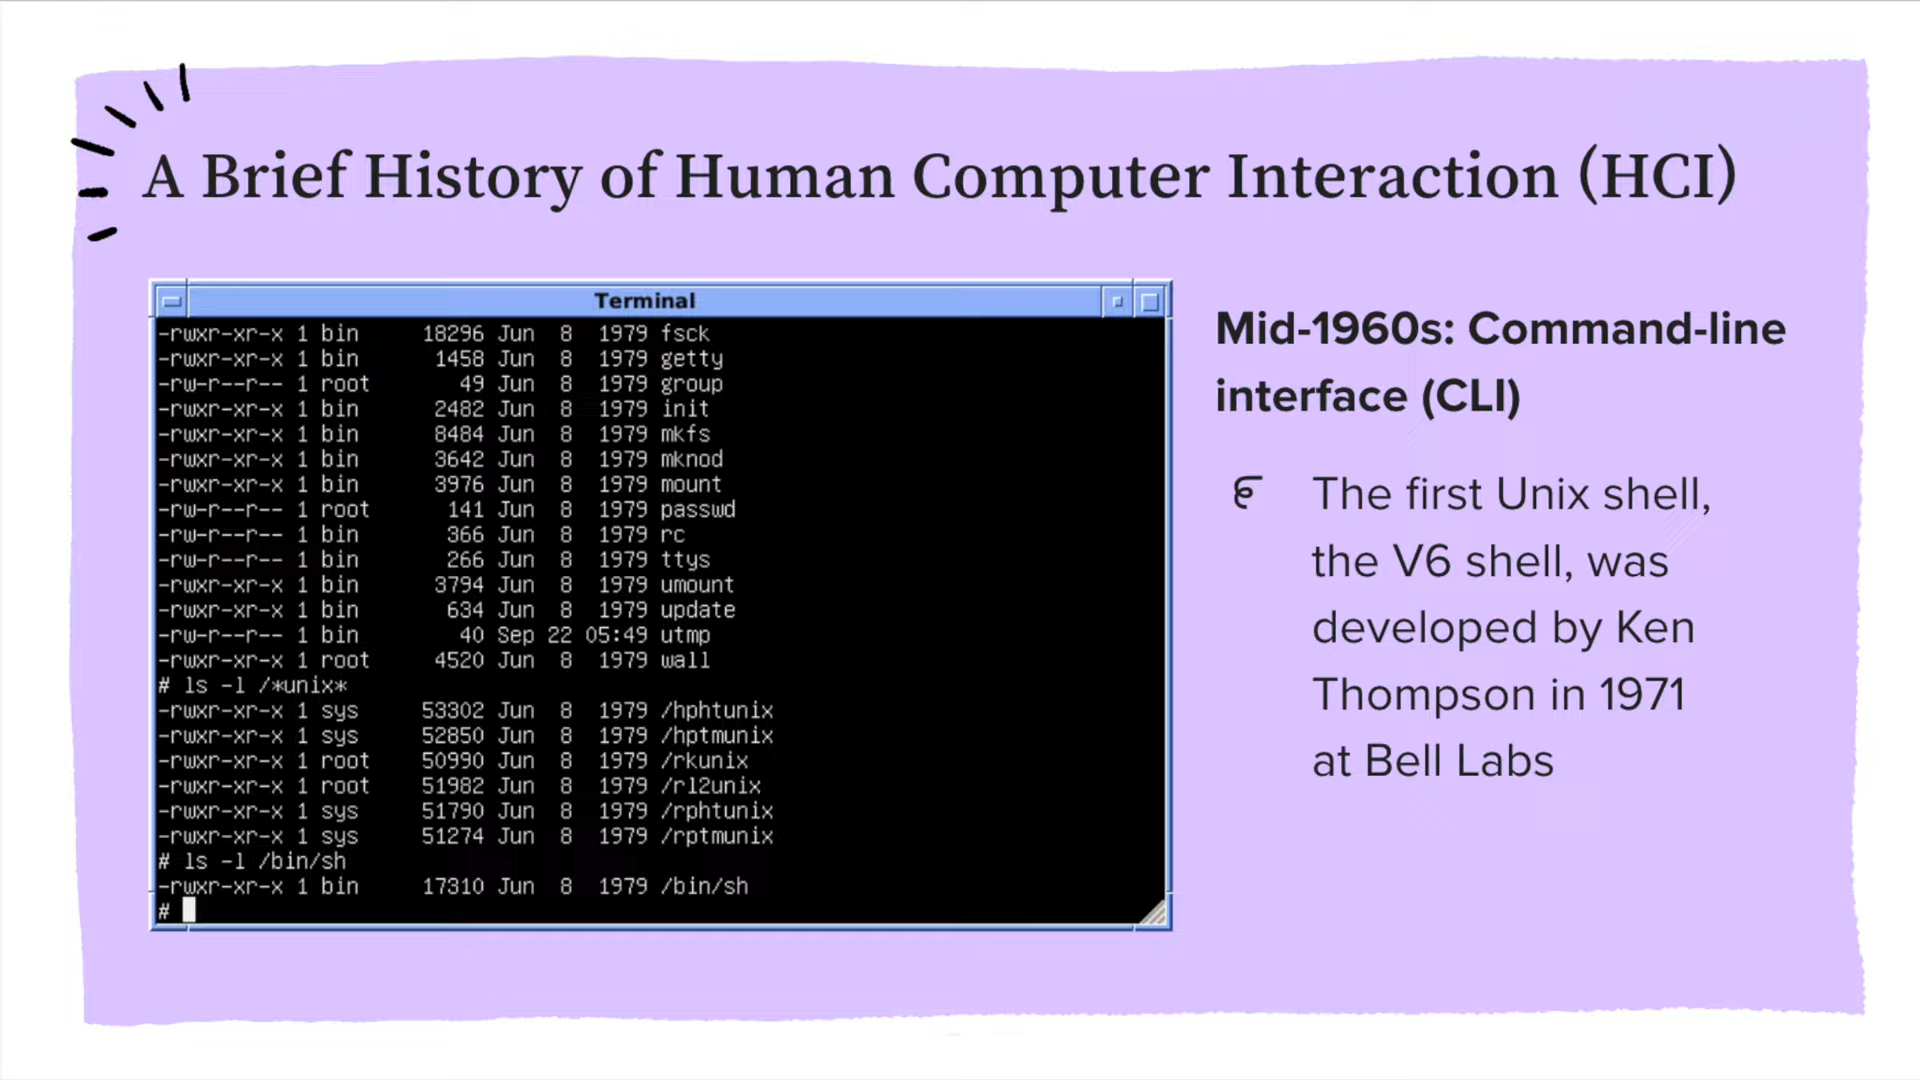 A Brief History of Human Computer Interaction (HCI)
Terminal
-rwxr-xr-x 1 bin     18296 Jun  8  1979 fsck
-rwxr-xr-x 1 bin      1458 Jun  8  1979 getty
-rw-r--r-- 1 root       49 Jun  8  1979 group
-rwxr-xr-x 1 bin      2482 Jun  8  1979 init
-rwxr-xr-x 1 bin      8484 Jun  8  1979 mkfs
-rwxr-xr-x 1 bin      3642 Jun  8  1979 mknod
-rwxr-xr-x 1 bin      3976 Jun  8  1979 mount
-rw-r--r-- 1 root      141 Jun  8  1979 passwd
-rw-r--r-- 1 bin       366 Jun  8  1979 rc
-rw-r--r-- 1 bin       266 Jun  8  1979 ttys
-rwxr-xr-x 1 bin      3794 Jun  8  1979 umount
-rwxr-xr-x 1 bin       634 Jun  8  1979 update
-rw-r--r-- 1 bin        40 Sep 22 05:49 utmp
-rwxr-xr-x 1 root     4520 Jun  8  1979 wall
# ls -l /*unix*
-rwxr-xr-x 1 sys     53302 Jun  8  1979 /hphtunix
-rwxr-xr-x 1 sys     52850 Jun  8  1979 /hptmunix
-rwxr-xr-x 1 root    50990 Jun  8  1979 /rkunix
-rwxr-xr-x 1 root    51982 Jun  8  1979 /rl2unix
-rwxr-xr-x 1 sys     51790 Jun  8  1979 /rphtunix
-rwxr-xr-x 1 sys     51274 Jun  8  1979 /rptmunix
# ls -l /bin/sh
-rwxr-xr-x 1 bin     17310 Jun  8  1979 /bin/sh
#
Mid-1960s: Command-line
interface (CLI)
The first Unix shell,
the V6 shell, was
developed by Ken
Thompson in 1971
at Bell Labs